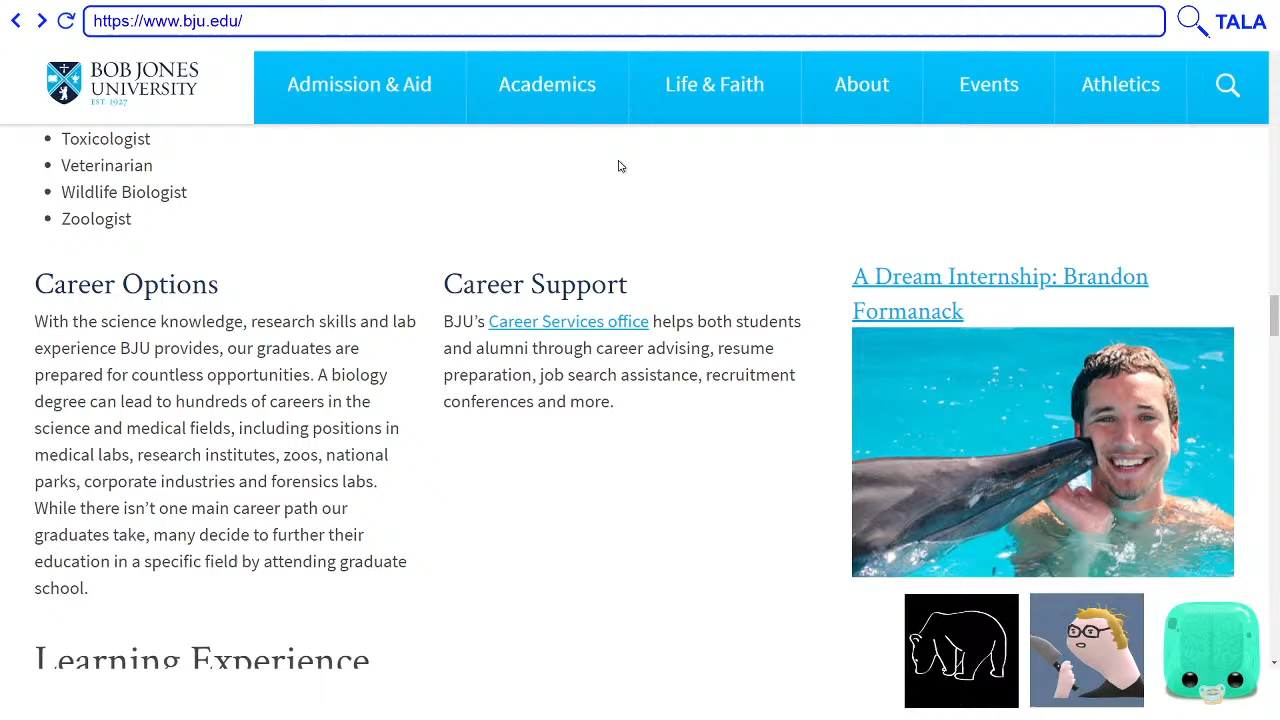 https://www.bju.edu/
TALA
BOB JONES
UNIVERSITY
EST. 1927
Admission & Aid
Academics
Life & Faith
About
Events
Athletics
Toxicologist
Veterinarian
Wildlife Biologist
Zoologist
Career Options
With the science knowledge, research skills and lab
experience BJU provides, our graduates are
prepared for countless opportunities. A biology
degree can lead to hundreds of careers in the
science and medical fields, including positions in
medical labs, research institutes, zoos, national
parks, corporate industries and forensics labs.
While there isn’t one main career path our
graduates take, many decide to further their
education in a specific field by attending graduate
school.
Career Support
BJU’s Career Services office helps both students
and alumni through career advising, resume
preparation, job search assistance, recruitment
conferences and more.
A Dream Internship: Brandon
Formanack
Learning Experience